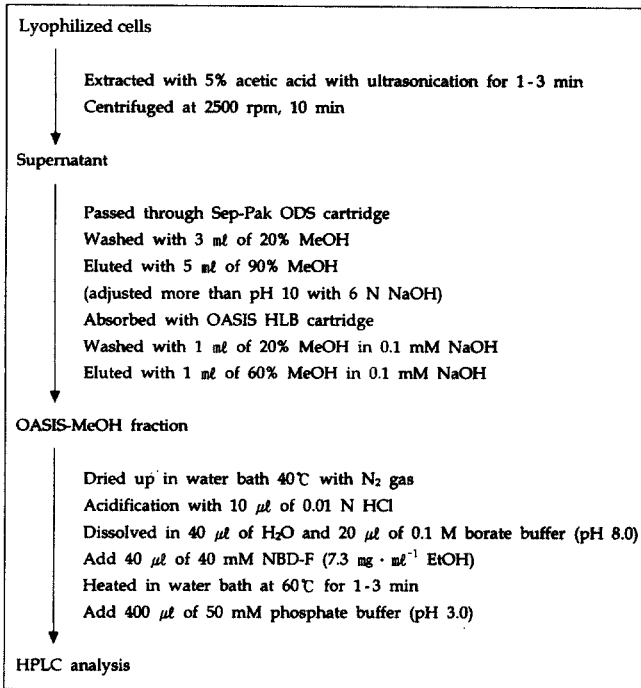 Lyophilized cells
Extracted with 5% acetic acid with ultrasonication for 1-3 min
Centrifuged at 2500 rpm, 10 min
Supernatant
Passed through Sep-Pak ODS cartridge
Washed with 3 ㎖ of 20% MeOH
Eluted with 5 ㎖ of 90% MeOH
(adjusted more than pH 10 with 6 N NaOH)
Absorbed with OASIS HLB cartridge
Washed with 1 ㎖ of 20% MeOH in 0.1 mM NaOH
Eluted with 1 ㎖ of 60% MeOH in 0.1 mM NaOH
OASIS-MeOH fraction
Dried up in water bath 40℃ with N₂ gas
Acidification with 10 ㎕ of 0.01 N HCl
Dissolved in 40 ㎕ of H₂O and 20 ㎕ of 0.1 M borate buffer (pH 8.0)
Add 40 ㎕ of 40 mM NBD-F (7.3 mg · ㎖⁻¹ EtOH)
Heated in water bath at 60℃ for 1-3 min
Add 400 ㎕ of 50 mM phosphate buffer (pH 3.0)
HPLC analysis